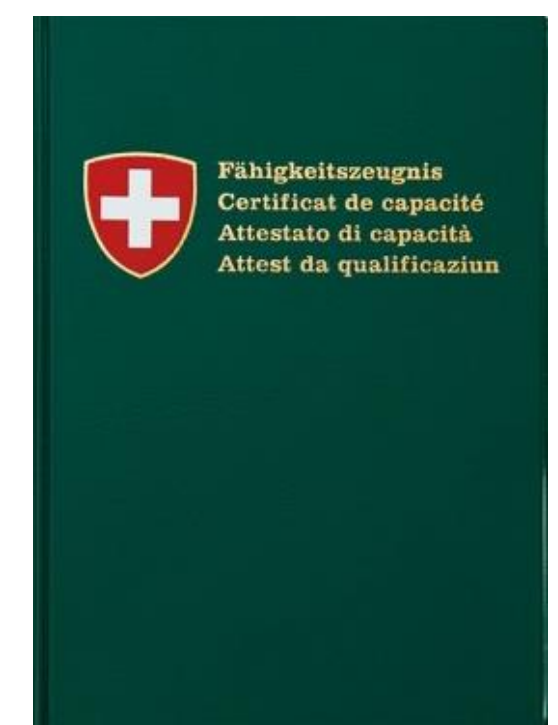 Fähigkeitszeugnis
Certificat de capacité
Attestato di capacità
Attest da qualificaziun